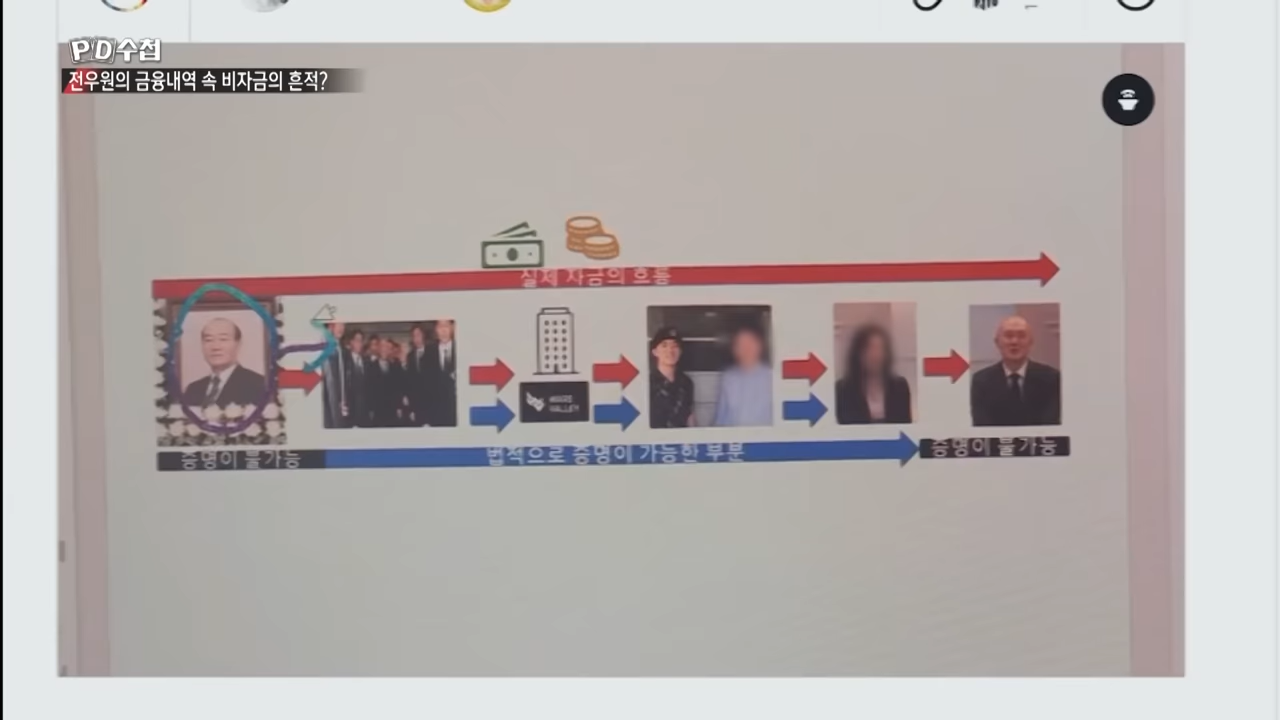 PD수첩
전우원의 금융내역 속 비자금의 흔적?
실제 자금의 흐름
WARE
VALLEY
증명이 불가능
법적으로 증명이 가능한 부분
증명이 불가능